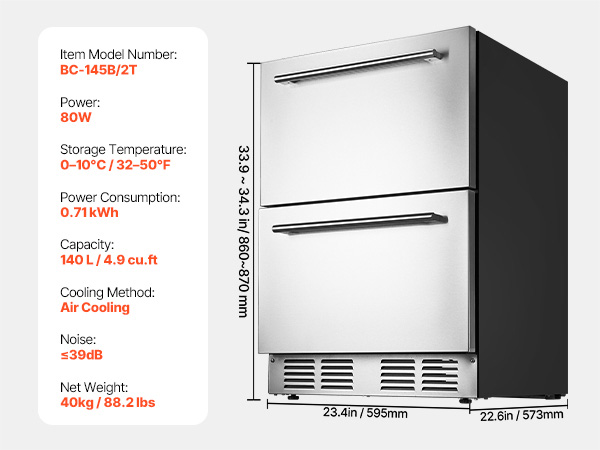 Item Model Number:
BC-145B/2T
Power:
80W
Storage Temperature:
0–10°C / 32–50°F
Power Consumption:
0.71 kWh
Capacity:
140 L / 4.9 cu.ft
Cooling Method:
Air Cooling
Noise:
≤39dB
Net Weight:
40kg / 88.2 lbs
33.9 ~ 34.3 in/ 860~870 mm
23.4in / 595mm
22.6in / 573mm